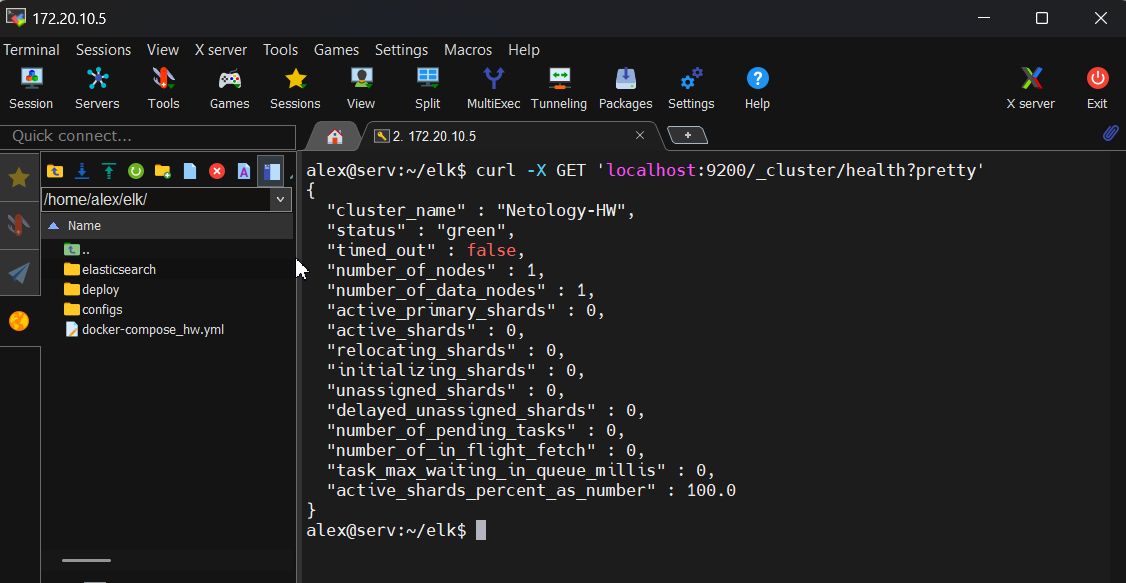 172.20.10.5
Terminal Sessions View X server Tools Games Settings Macros Help
Session Servers Tools Games Sessions View Split MultiExec Tunneling Packages Settings Help X server Exit
Quick connect...
2. 172.20.10.5
/home/alex/elk/
Name
..
elasticsearch
deploy
configs
docker-compose_hw.yml
alex@serv:~/elk$ curl -X GET 'localhost:9200/_cluster/health?pretty'
{
  "cluster_name" : "Netology-HW",
  "status" : "green",
  "timed_out" : false,
  "number_of_nodes" : 1,
  "number_of_data_nodes" : 1,
  "active_primary_shards" : 0,
  "active_shards" : 0,
  "relocating_shards" : 0,
  "initializing_shards" : 0,
  "unassigned_shards" : 0,
  "delayed_unassigned_shards" : 0,
  "number_of_pending_tasks" : 0,
  "number_of_in_flight_fetch" : 0,
  "task_max_waiting_in_queue_millis" : 0,
  "active_shards_percent_as_number" : 100.0
}
alex@serv:~/elk$